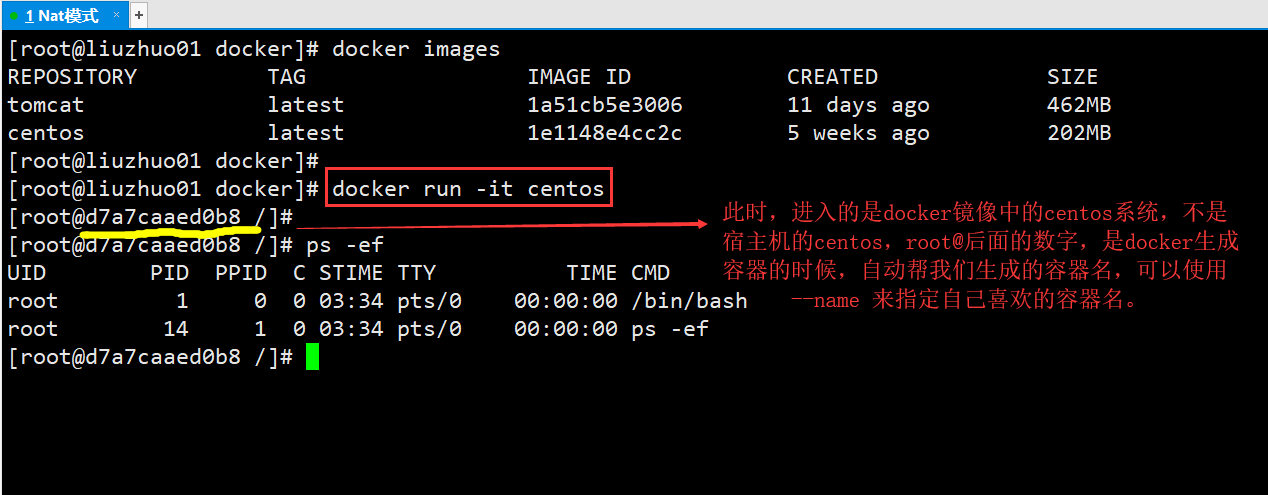 1 Nat模式 × +
[root@liuzhuo01 docker]# docker images
REPOSITORY TAG IMAGE ID CREATED SIZE
tomcat latest 1a51cb5e3006 11 days ago 462MB
centos latest 1e1148e4cc2c 5 weeks ago 202MB
[root@liuzhuo01 docker]#
[root@liuzhuo01 docker]# docker run -it centos
[root@d7a7caaed0b8 /]#
[root@d7a7caaed0b8 /]# ps -ef
UID PID PPID C STIME TTY TIME CMD
root 1 0 0 03:34 pts/0 00:00:00 /bin/bash
root 14 1 0 03:34 pts/0 00:00:00 ps -ef
[root@d7a7caaed0b8 /]#
此时，进入的是docker镜像中的centos系统，不是
宿主机的centos，root@后面的数字，是docker生成
容器的时候，自动帮我们生成的容器名，可以使用
--name 来指定自己喜欢的容器名。